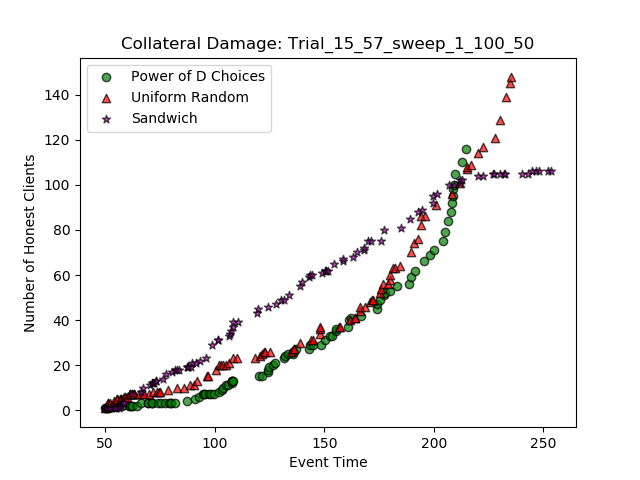 Collateral Damage: Trial_15_57_sweep_1_100_50
Power of D Choices
Uniform Random
Sandwich
Number of Honest Clients
140
120
100
80
60
40
20
0
50
100
150
200
250
Event Time